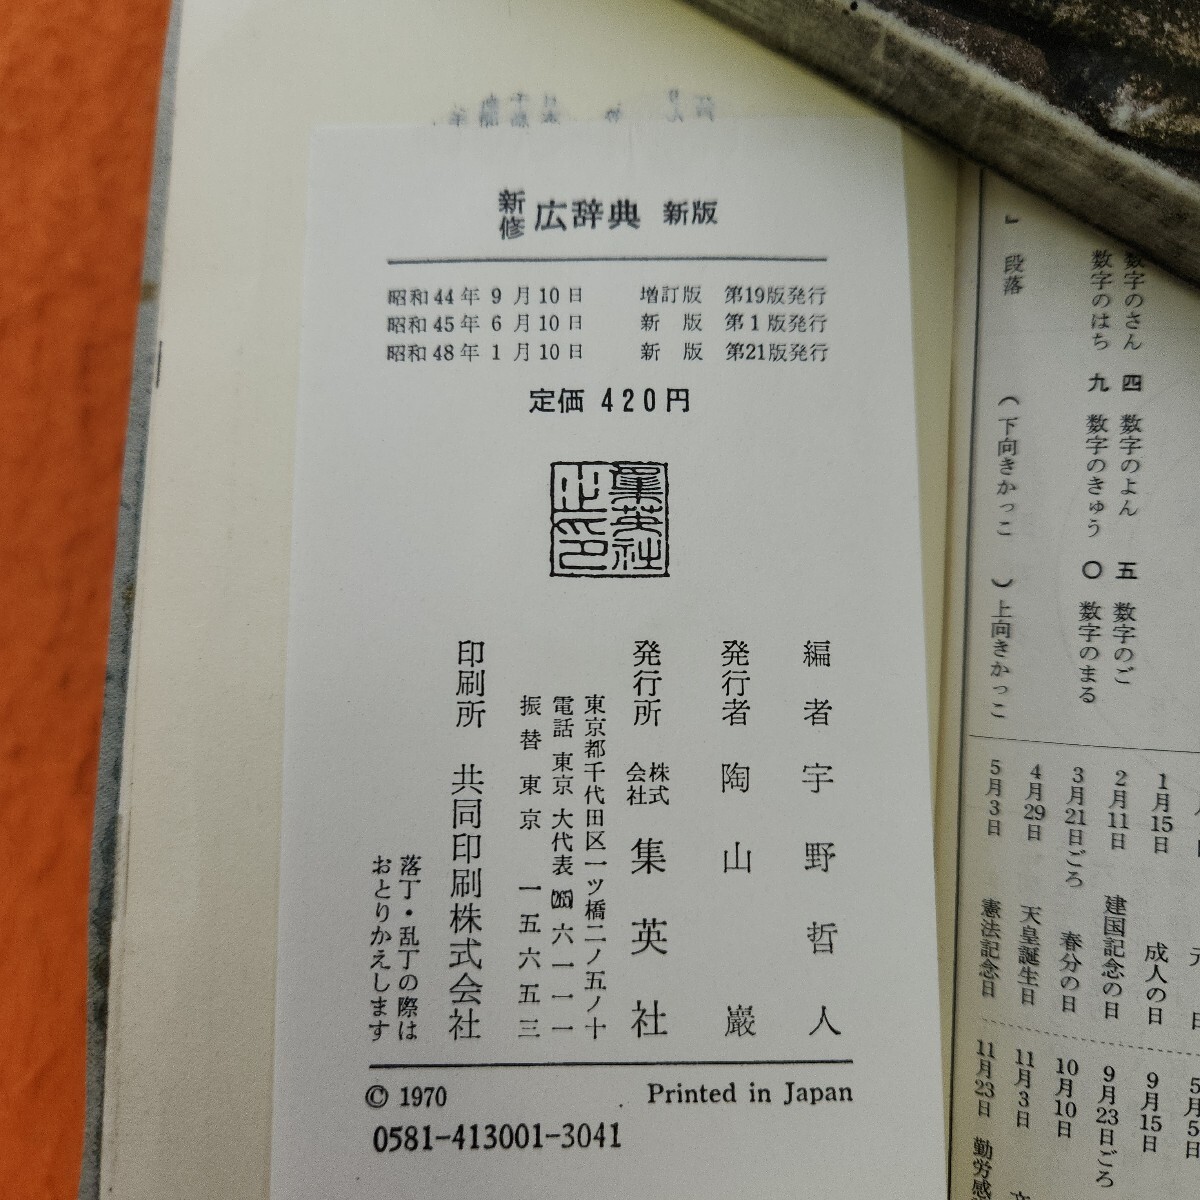 新修 広辞典 新版
昭和44年9月10日 増訂版 第19版発行
昭和45年6月10日 新版 第1版発行
昭和48年1月10日 新版 第21版発行
定価 420円
集英社之印
編者 宇野哲人
発行者 陶山巌
発行所 株式会社 集英社
東京都千代田区一ツ橋二ノ五ノ十
電話 東京 大代表(265)六一一一
振替 東京 一五六五三
印刷所 共同印刷株式会社
落丁・乱丁の際は
おとりかえします
© 1970 Printed in Japan
0581-413001-3041
数字のさん 四 数字のよん 五 数字のご
数字のはち 九 数字のきゅう 〇 数字のまる
』 段落 ( 下向きかっこ ) 上向きかっこ
1月15日 成人の日
2月11日 建国記念の日
3月21日ごろ 春分の日
4月29日 天皇誕生日
5月3日 憲法記念日
5月5日
9月15日
9月23日ごろ
10月10日
11月3日
11月23日 勤労感